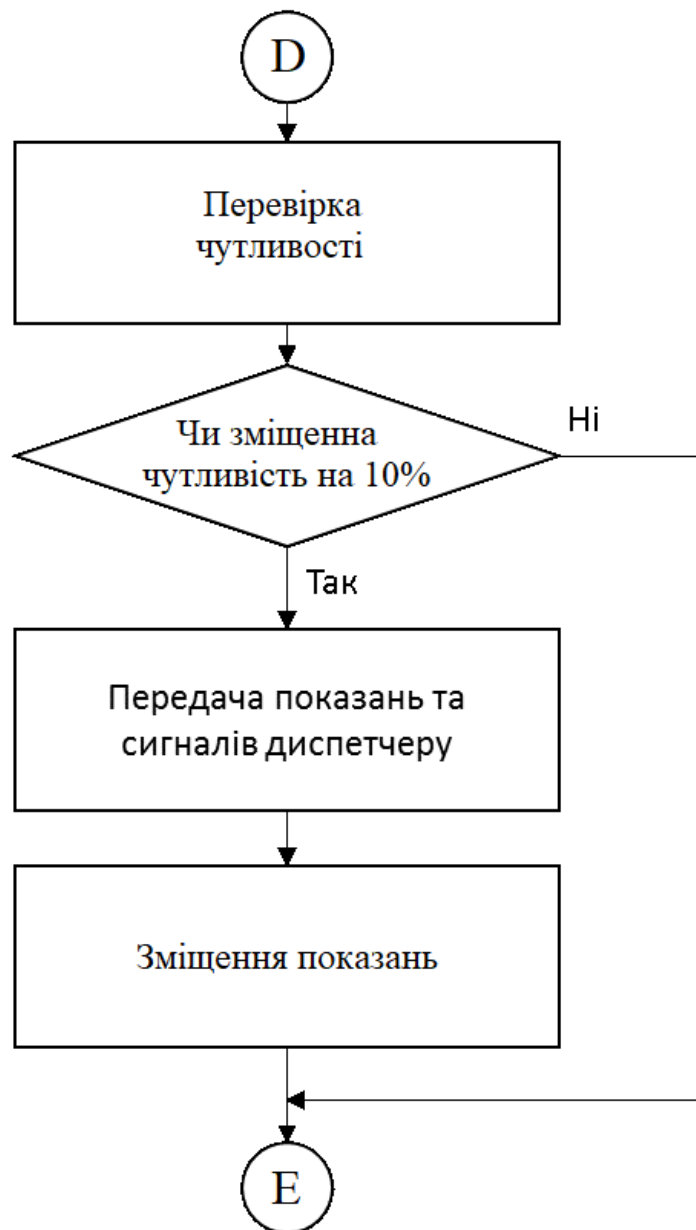 D
Перевірка
чутливості
Чи зміщенна
чутливість на 10%
Ні
Так
Передача показань та
сигналів диспетчеру
Зміщення показань
E